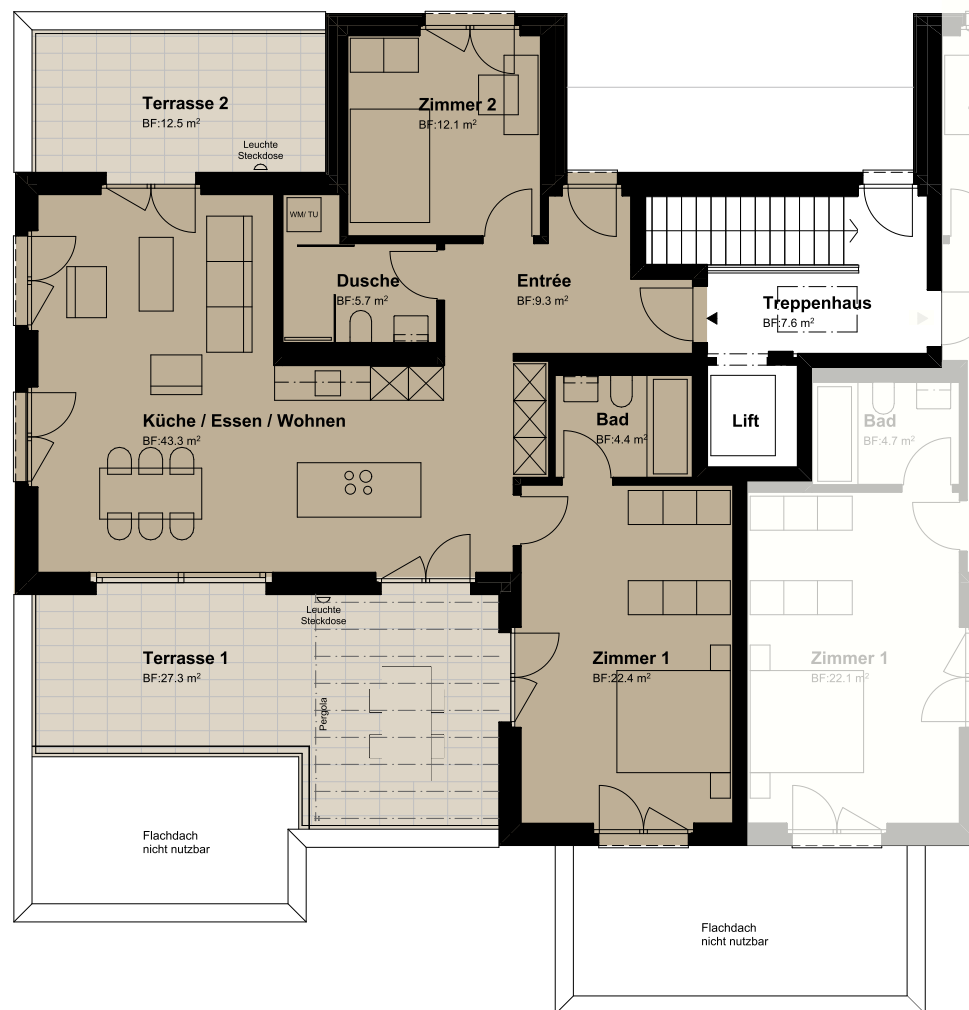 Terrasse 2
BF:12.5 m²
Leuchte
Steckdose
Zimmer 2
BF:12.1 m²
WM/ TU
Dusche
BF:5.7 m²
Entrée
BF:9.3 m²
Treppenhaus
BF:7.6 m²
Küche / Essen / Wohnen
BF:43.3 m²
Bad
BF:4.4 m²
Lift
Bad
BF:4.7 m²
Leuchte
Steckdose
Terrasse 1
BF:27.3 m²
Pergola
Zimmer 1
BF:22.4 m²
Zimmer 1
BF:22.1 m²
Flachdach
nicht nutzbar
Flachdach
nicht nutzbar